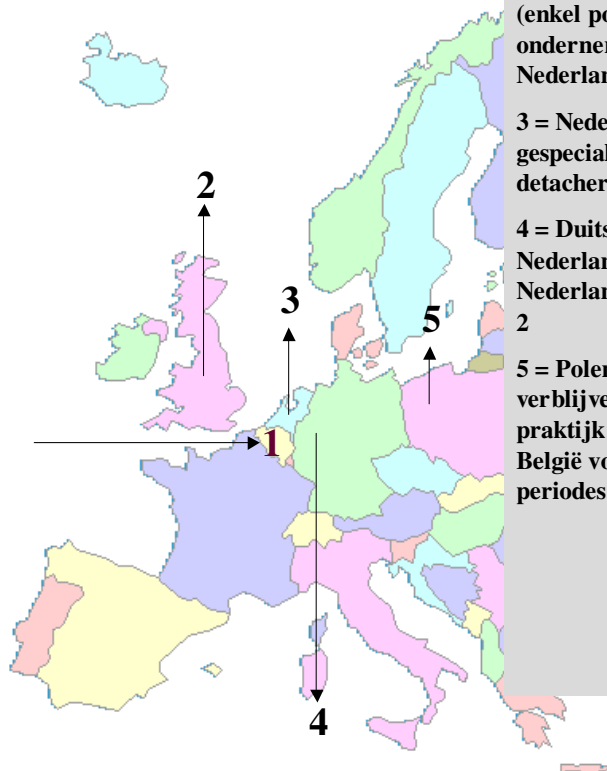 (enkel po
onderne
Nederlan
3 = Nede
gespecial
detacher
4 = Duits
Nederlan
Nederlan
2
5 = Polen
verblijve
praktijk
België vo
periodes
2
3
5
1
4